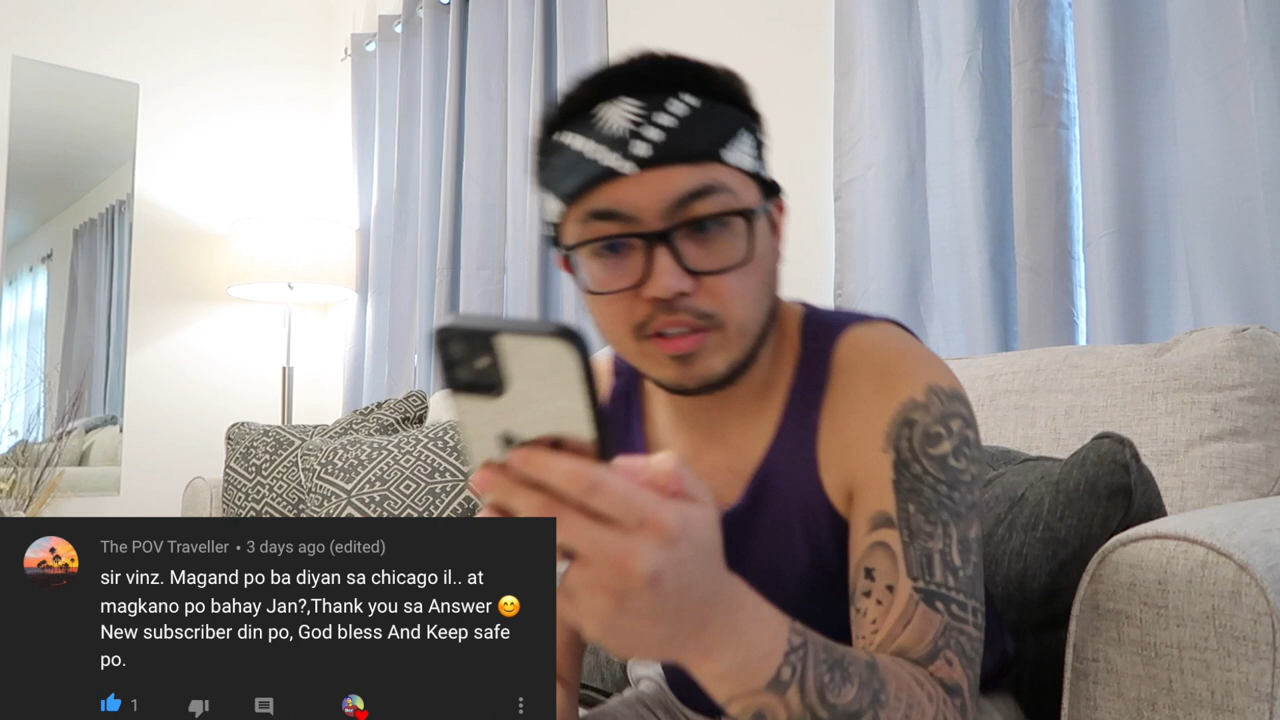 The POV Traveller • 3 days ago (edited)
sir vinz. Magand po ba diyan sa chicago il.. at
magkano po bahay Jan?,Thank you sa Answer 😊
New subscriber din po, God bless And Keep safe
po.
1